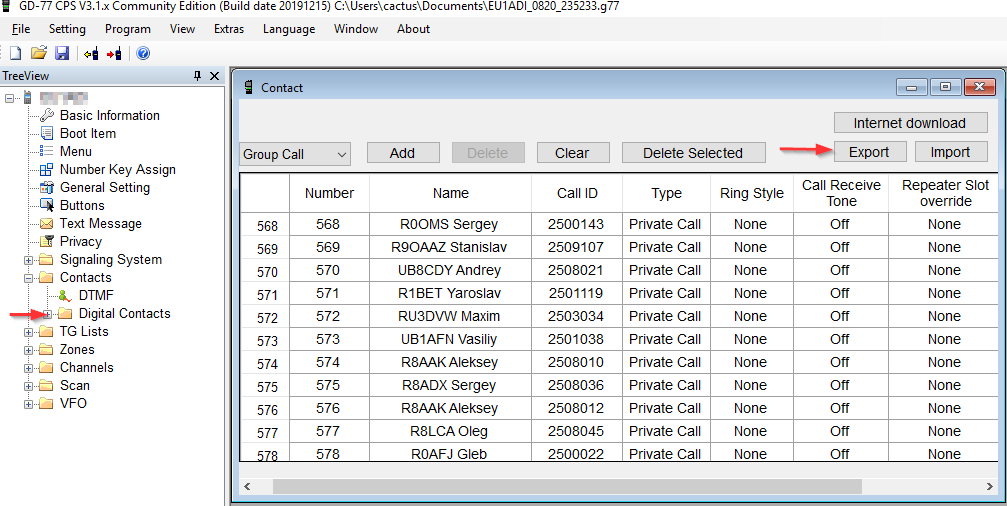 GD-77 CPS V3.1.x Community Edition (Build date 20191215) C:\Users\cactus\Documents\EU1ADI_0820_235233.g77
File Setting Program View Extras Language Window About
TreeView
Basic Information
Boot Item
Menu
Number Key Assign
General Setting
Buttons
Text Message
Privacy
Signaling System
Contacts
DTMF
Digital Contacts
TG Lists
Zones
Channels
Scan
VFO
Contact
Internet download
Group Call Add Delete Clear Delete Selected Export Import
Number Name Call ID Type Ring Style Call Receive Tone Repeater Slot override
568 568 R0OMS Sergey 2500143 Private Call None Off None
569 569 R9OAAZ Stanislav 2509107 Private Call None Off None
570 570 UB8CDY Andrey 2508021 Private Call None Off None
571 571 R1BET Yaroslav 2501119 Private Call None Off None
572 572 RU3DVW Maxim 2503034 Private Call None Off None
573 573 UB1AFN Vasiliy 2501038 Private Call None Off None
574 574 R8AAK Aleksey 2508010 Private Call None Off None
575 575 R8ADX Sergey 2508036 Private Call None Off None
576 576 R8AAK Aleksey 2508012 Private Call None Off None
577 577 R8LCA Oleg 2508045 Private Call None Off None
578 578 R0AFJ Gleb 2500022 Private Call None Off None